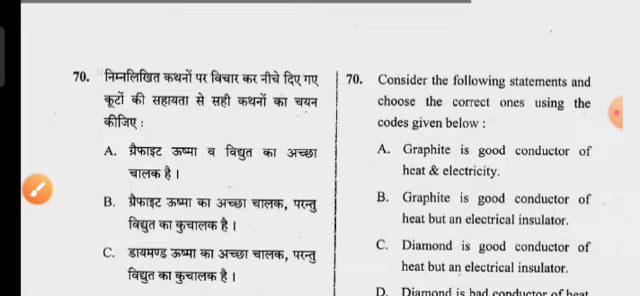 70. निम्नलिखित कथनों पर विचार कर नीचे दिए गए
कूटों की सहायता से सही कथनों का चयन
कीजिए :
A. ग्रैफाइट ऊष्मा व विद्युत का अच्छा
चालक है।
B. ग्रैफाइट ऊष्मा का अच्छा चालक, परन्तु
विद्युत का कुचालक है।
C. डायमण्ड ऊष्मा का अच्छा चालक, परन्तु
विद्युत का कुचालक है।
70. Consider the following statements and
choose the correct ones using the
codes given below :
A. Graphite is good conductor of
heat & electricity.
B. Graphite is good conductor of
heat but an electrical insulator.
C. Diamond is good conductor of
heat but an electrical insulator.
D. Diamond is bad conductor of heat